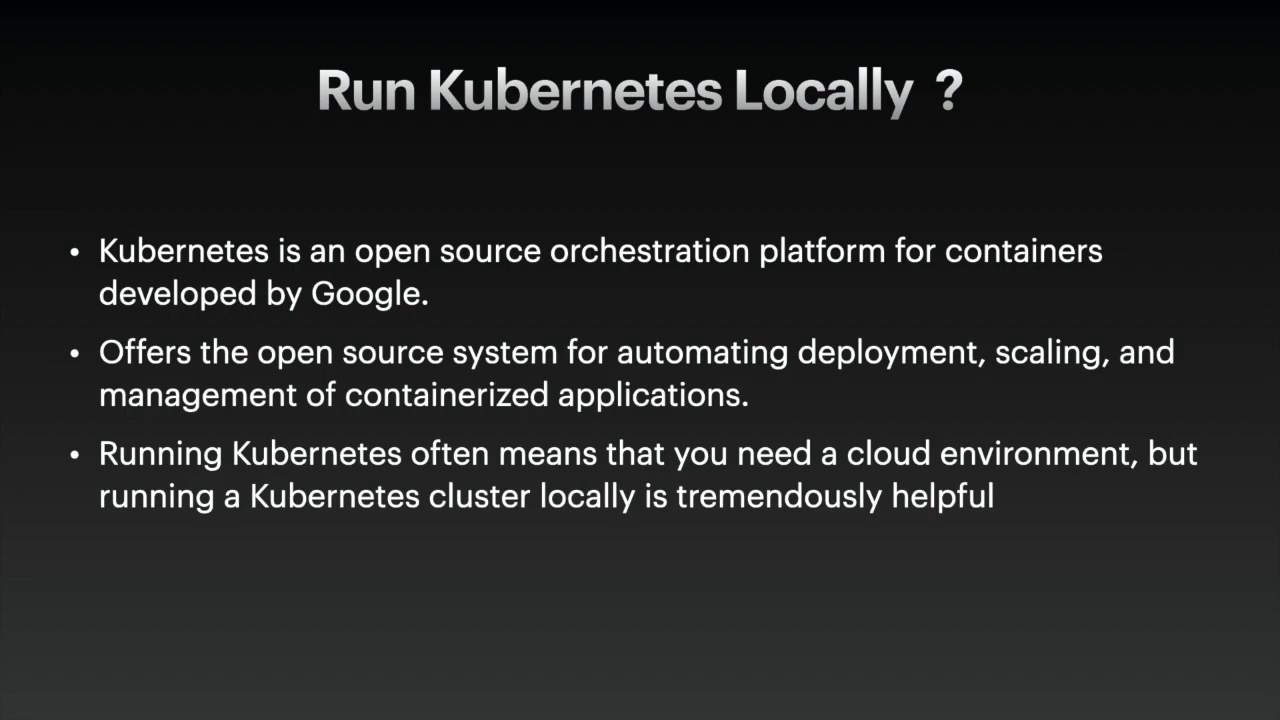 Run Kubernetes Locally ?
• Kubernetes is an open source orchestration platform for containers
developed by Google.
• Offers the open source system for automating deployment, scaling, and
management of containerized applications.
• Running Kubernetes often means that you need a cloud environment, but
running a Kubernetes cluster locally is tremendously helpful